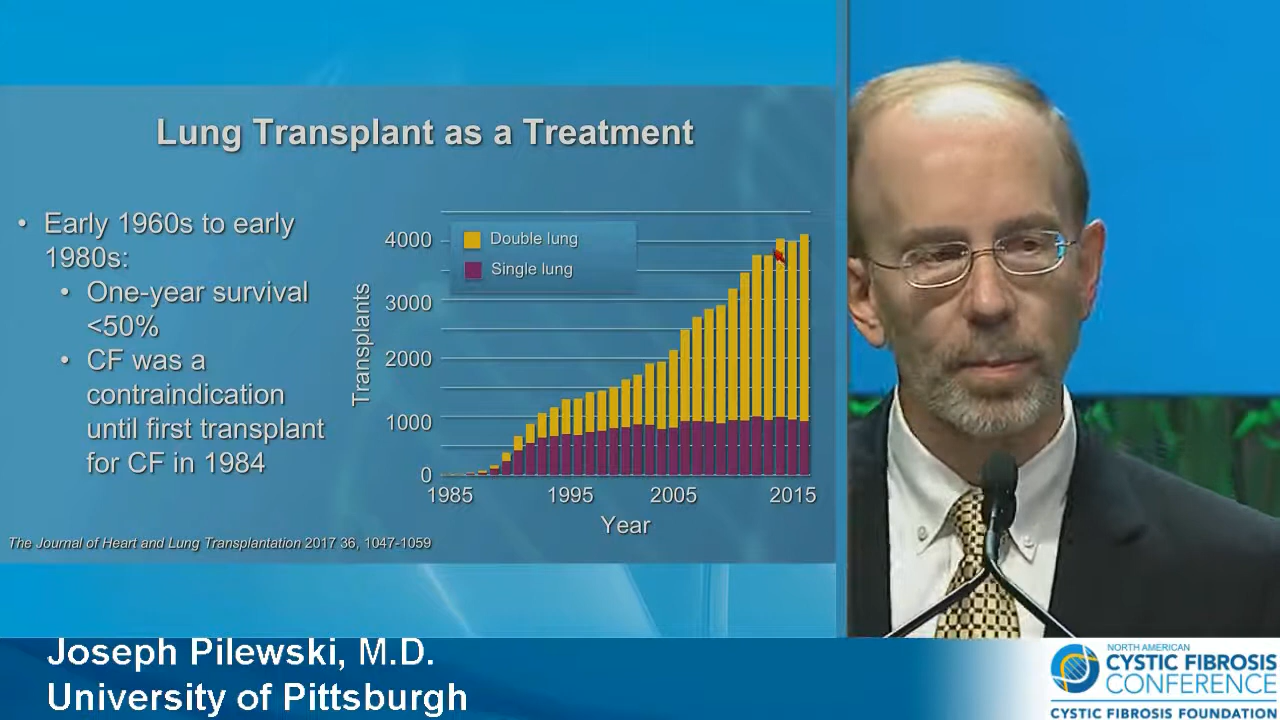 Lung Transplant as a Treatment
• Early 1960s to early
1980s:
• One-year survival
<50%
• CF was a
contraindication
until first transplant
for CF in 1984
Double lung
Single lung
Transplants
4000
3000
2000
1000
0
1985 1995 2005 2015
Year
The Journal of Heart and Lung Transplantation 2017 36, 1047-1059
Joseph Pilewski, M.D.
University of Pittsburgh
NORTH AMERICAN
CYSTIC FIBROSIS
CONFERENCE
CYSTIC FIBROSIS FOUNDATION